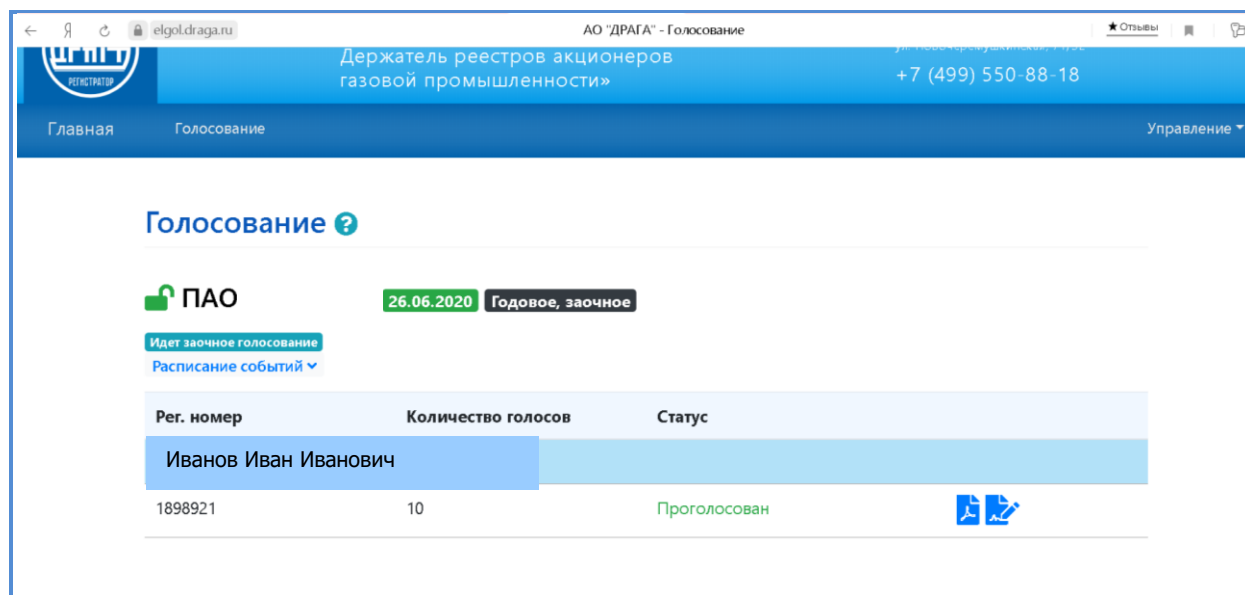 elgol.draga.ru АО "ДРАГА" - Голосование Отзывы
РЕГИСТРАТОР
Держатель реестров акционеров
газовой промышленности»
+7 (499) 550-88-18
Главная Голосование Управление
Голосование ?
ПАО 26.06.2020 Годовое, заочное
Идет заочное голосование
Расписание событий
Рег. номер Количество голосов Статус
Иванов Иван Иванович
1898921 10 Проголосован